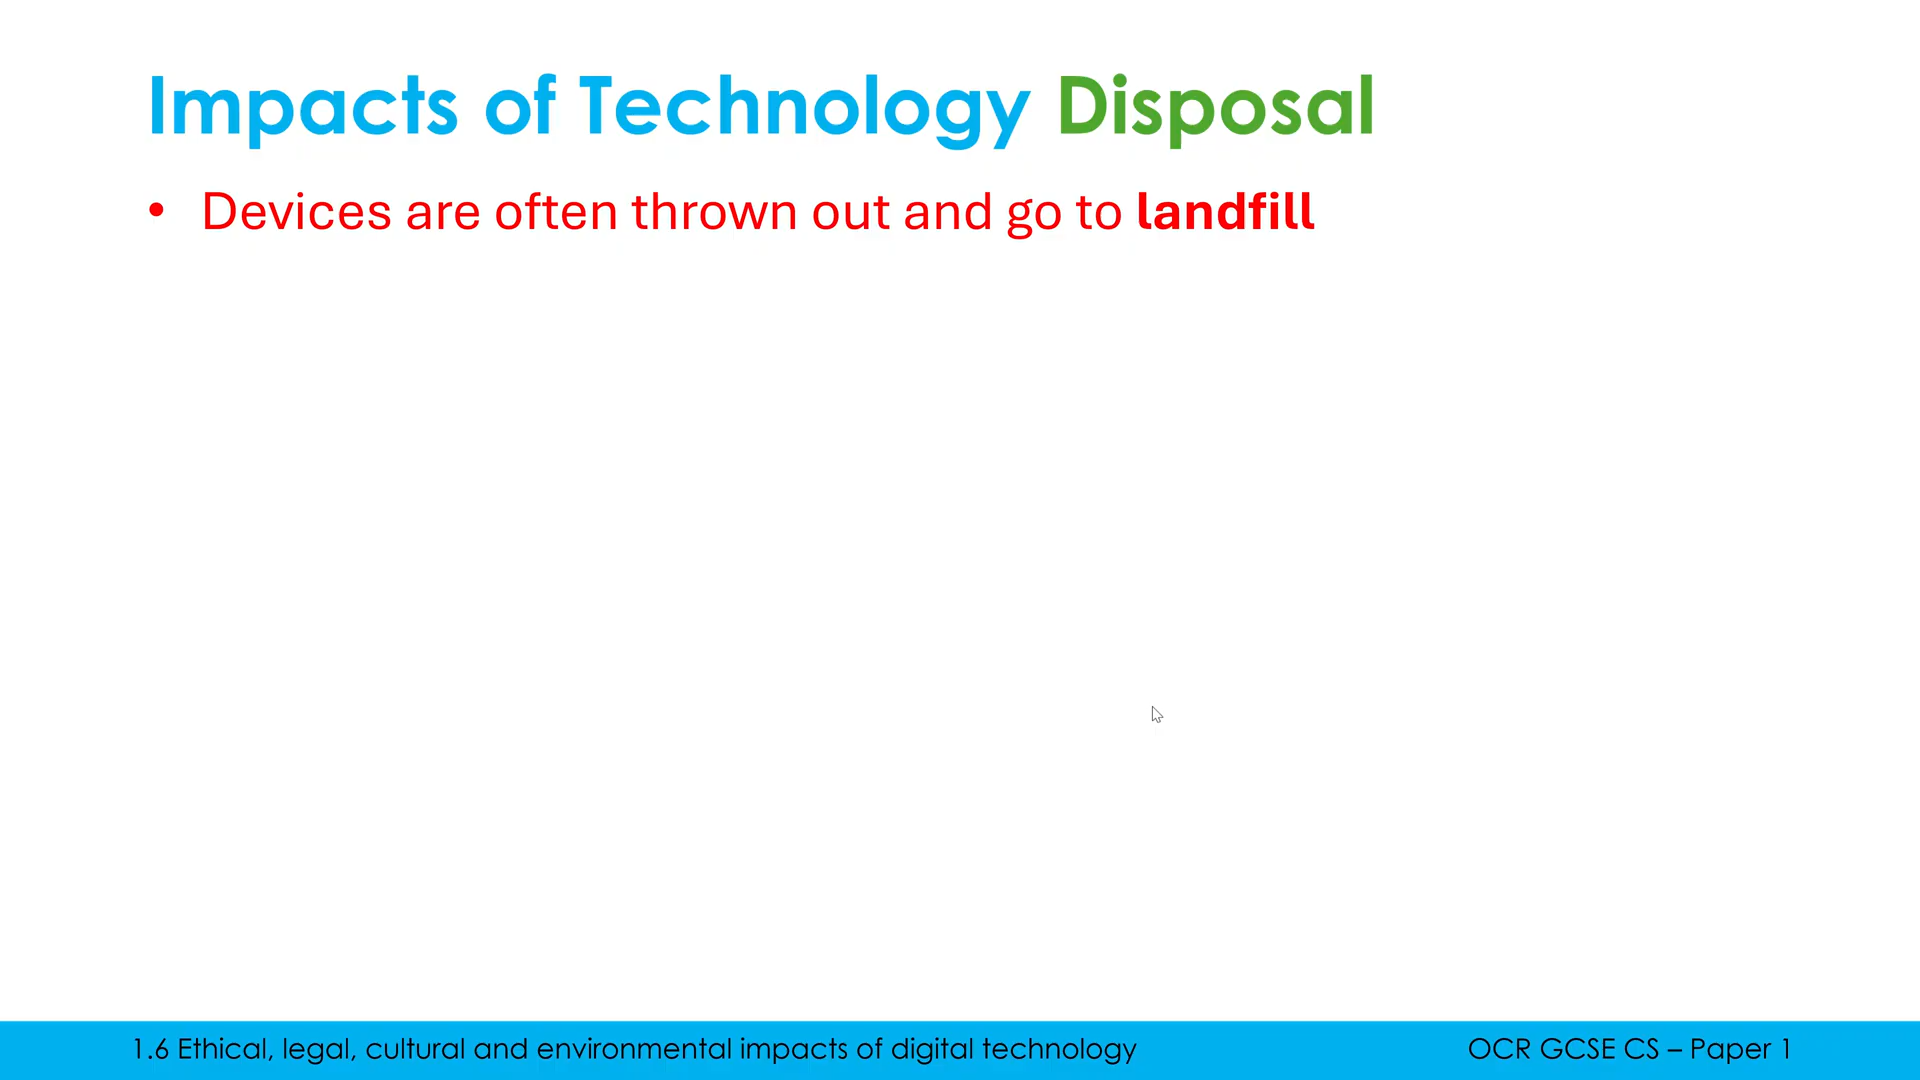 Impacts of Technology Disposal
• Devices are often thrown out and go to landfill
1.6 Ethical, legal, cultural and environmental impacts of digital technology
OCR GCSE CS – Paper 1